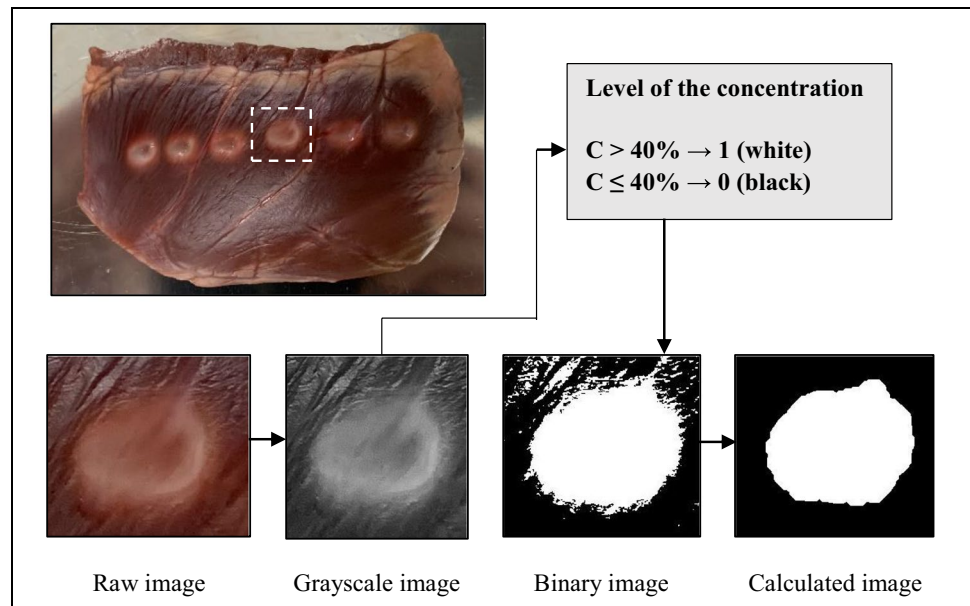 Level of the concentration
C > 40% → 1 (white)
C ≤ 40% → 0 (black)
Raw image
Grayscale image
Binary image
Calculated image